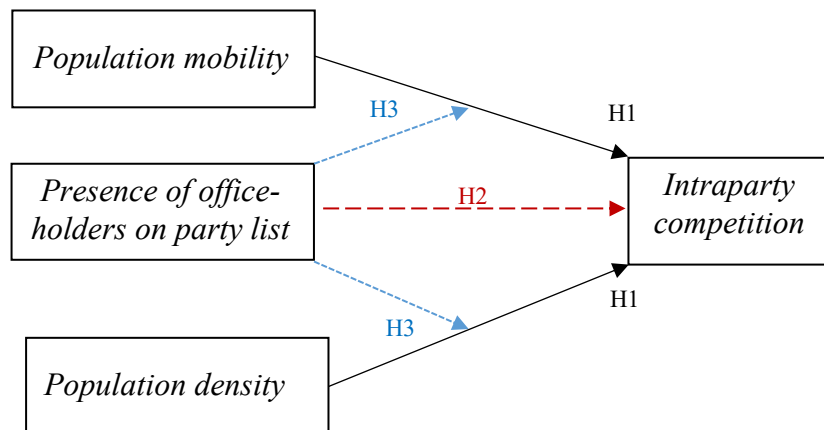 Population mobility
H3
H1
Presence of office-
holders on party list
H2
Intraparty
competition
H3
H1
Population density